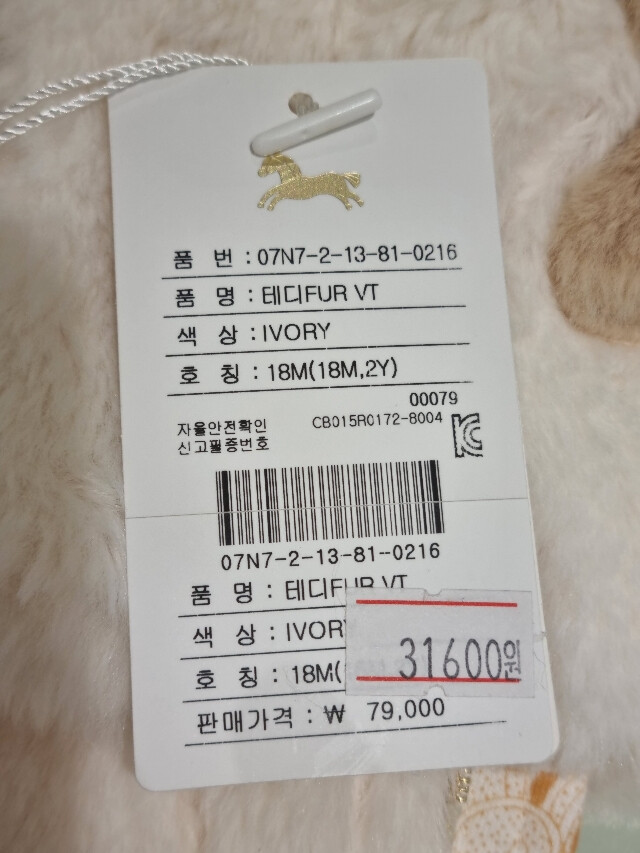 품 번 : 07N7-2-13-81-0216
품 명 : 테디FUR VT
색 상 : IVORY
호 칭 : 18M(18M,2Y)
00079
자율안전확인 CB015R0172-8004
신고필증번호
07N7-2-13-81-0216
품 명 : 테디FUR VT
색 상 : IVORY
호 칭 : 18M(
31600원
판매가격 : ₩ 79,000